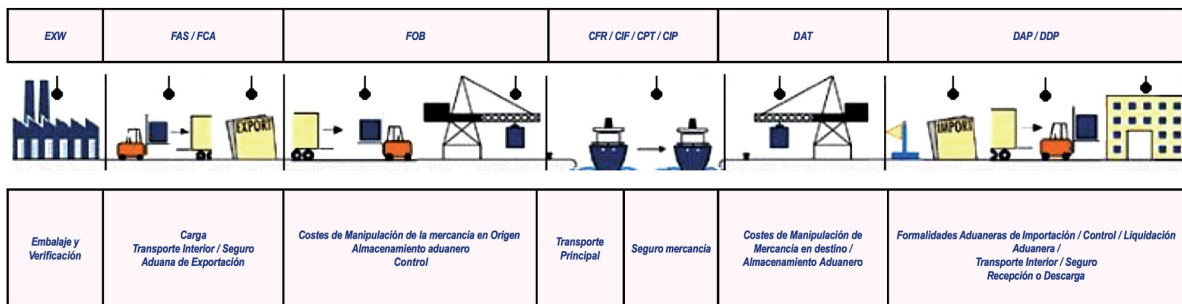 EXW
FAS / FCA
FOB
CFR / CIF / CPT / CIP
DAT
DAP / DDP
EXPORT
IMPORT
Embalaje y
Verificación
Carga
Transporte Interior / Seguro
Aduana de Exportación
Costes de Manipulación de la mercancía en Origen
Almacenamiento aduanero
Control
Transporte
Principal
Seguro mercancía
Costes de Manipulación de
Mercancía en destino /
Almacenamiento Aduanero
Formalidades Aduaneras de Importación / Control / Liquidación
Aduanera /
Transporte Interior / Seguro
Recepción o Descarga